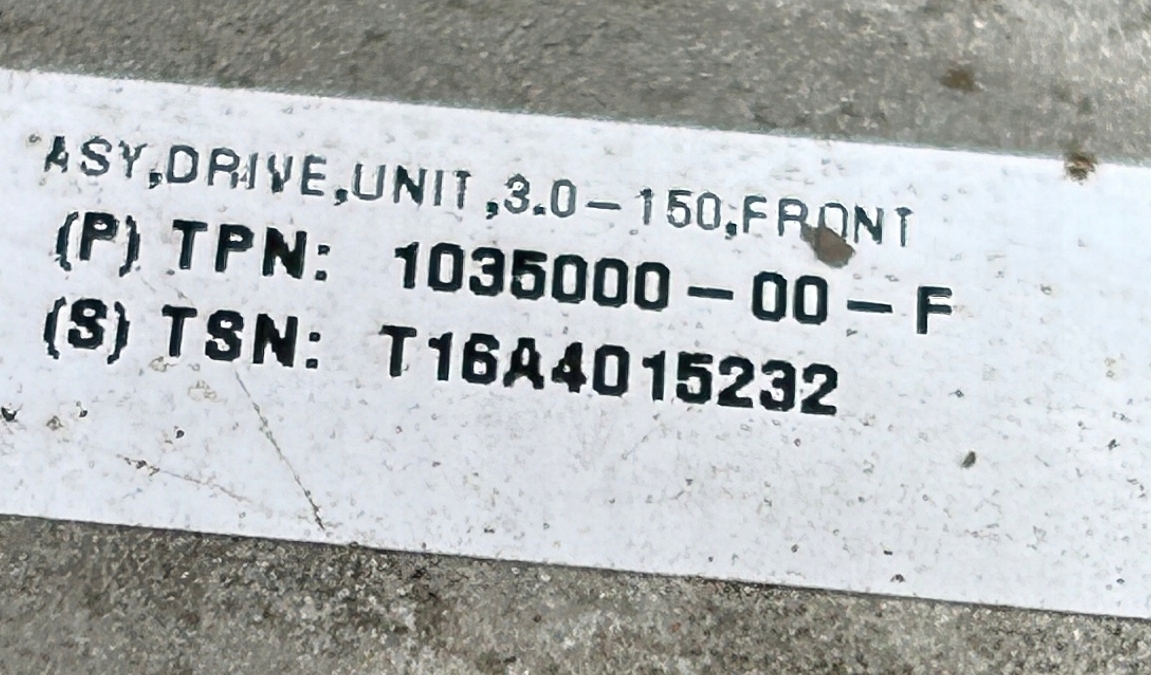 ASY,DRIVE,UNIT,3.0-150,FRONT
(P) TPN: 1035000-00-F
(S) TSN: T16A4015232